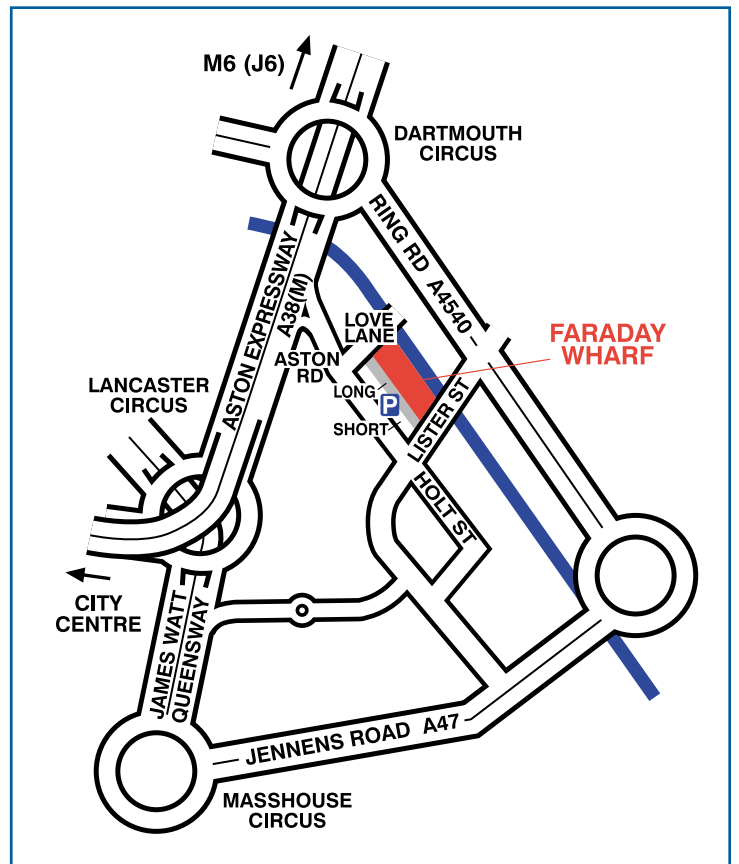 M6 (J6)
DARTMOUTH
CIRCUS
RING RD A4540
ASTON EXPRESSWAY
A38(M)
LOVE
LANE
FARADAY
WHARF
ASTON
RD
LONG
P
SHORT
LISTER ST
LANCASTER
CIRCUS
HOLT ST
CITY
CENTRE
JAMES WATT
QUEENSWAY
JENNENS ROAD A47
MASSHOUSE
CIRCUS